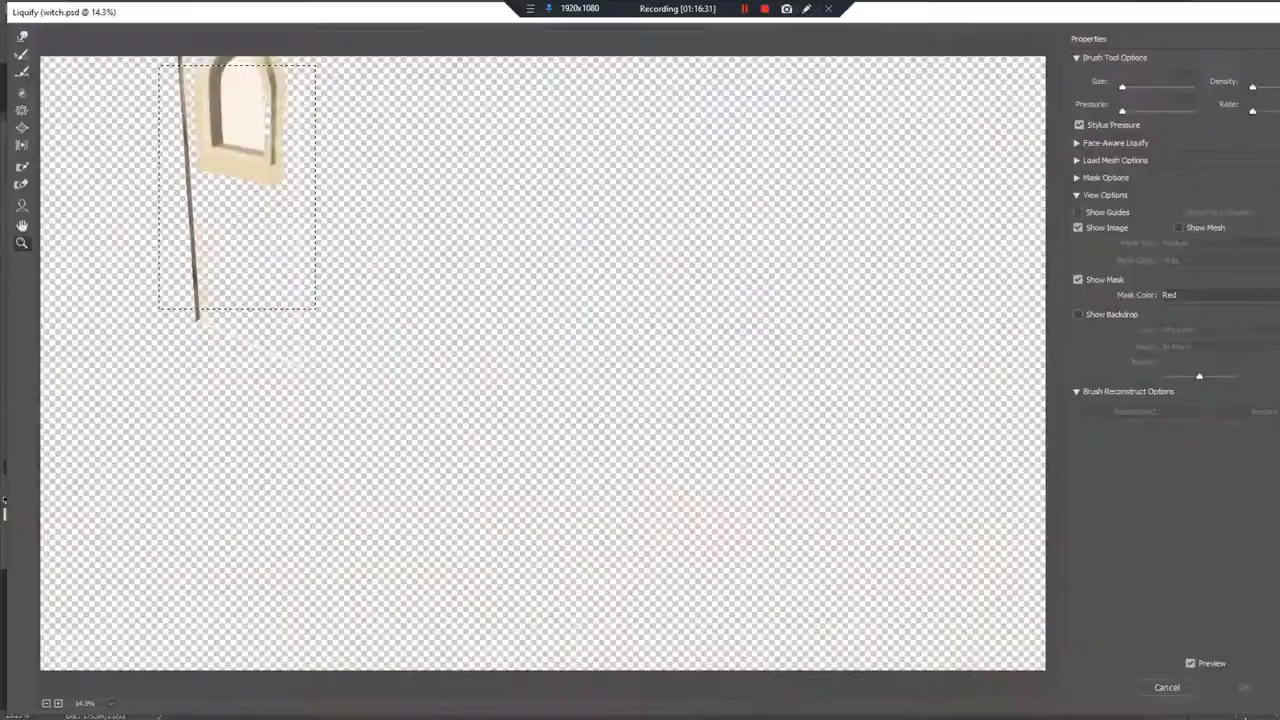 Liquify (witch.psd @ 14.3%)
1920x1080
Recording [01:16:31]
Properties
Brush Tool Options
Size:
Density:
Pressure:
Rate:
Stylus Pressure
Face-Aware Liquify
Load Mesh Options
Mask Options
View Options
Show Guides
Show Image
Show Mesh
Show Mask
Mask Color:
Red
Show Backdrop
Brush Reconstruct Options
Reconstruct
Preview
Cancel
OK
14.3%